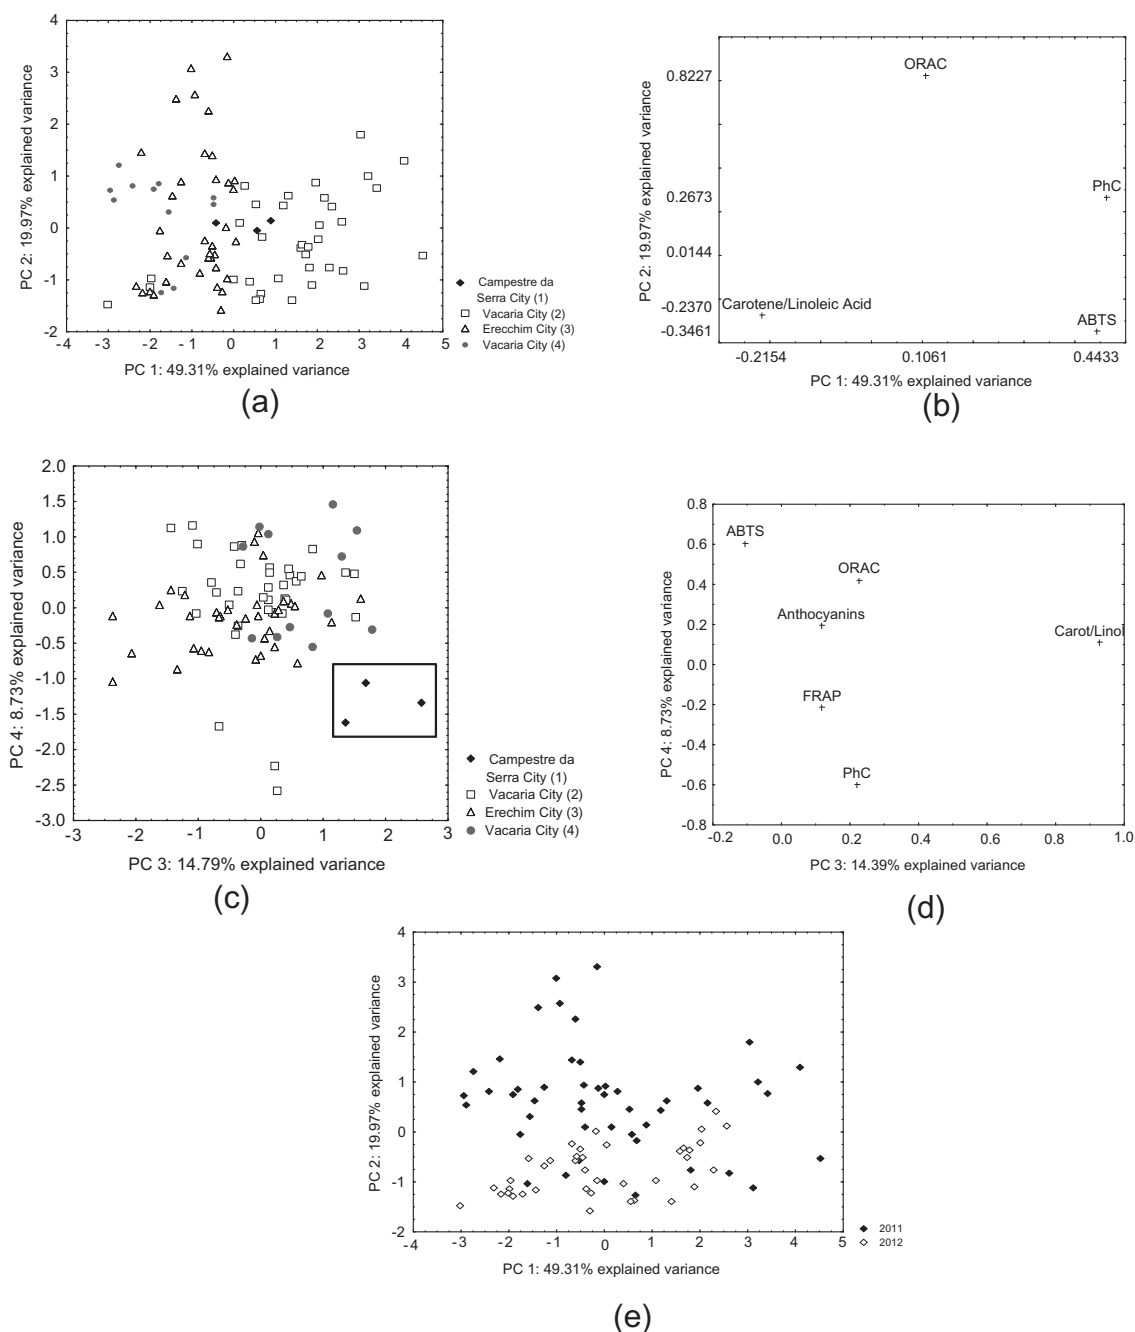 4
3
2
1
0
-1
-2
-4 -3 -2 -1 0 1 2 3 4 5
PC 2: 19.97% explained variance
PC 1: 49.31% explained variance
Campestre da
Serra City (1)
Vacaria City (2)
Erecchim City (3)
Vacaria City (4)
(a)
0.8227
0.2673
0.0144
-0.2370
-0.3461
-0.2154 0.1061 0.4433
ORAC
PhC
Carotene/Linoleic Acid
ABTS
PC 2: 19.97% explained variance
PC 1: 49.31% explained variance
(b)
2.0
1.5
1.0
0.5
0.0
-0.5
-1.0
-1.5
-2.0
-2.5
-3.0
-3 -2 -1 0 1 2 3
PC 4: 8.73% explained variance
PC 3: 14.79% explained variance
Campestre da
Serra City (1)
Vacaria City (2)
Erechim City (3)
Vacaria City (4)
(c)
0.8
0.6
0.4
0.2
0.0
-0.2
-0.4
-0.6
-0.8
-0.2 0.0 0.2 0.4 0.6 0.8 1.0
ABTS
ORAC
Anthocyanins
Carot/Linol
FRAP
PhC
PC 4: 8.73% explained variance
PC 3: 14.39% explained variance
(d)
4
3
2
1
0
-1
-2
-4 -3 -2 -1 0 1 2 3 4 5
PC 2: 19.97% explained variance
PC 1: 49.31% explained variance
2011
2012
(e)